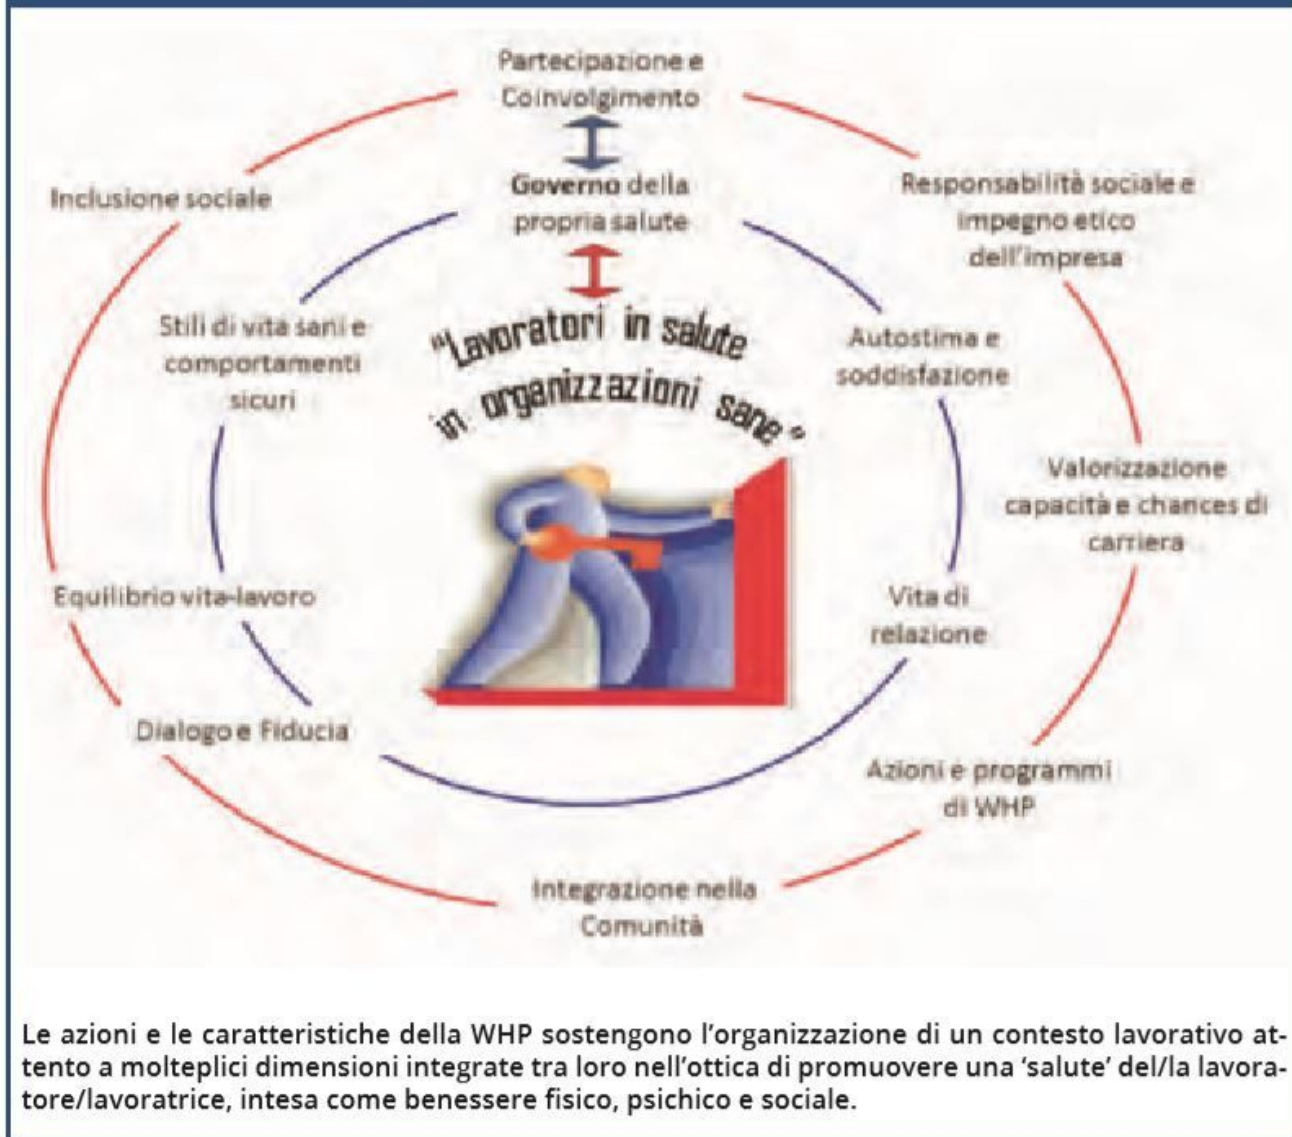 Partecipazione e
Coinvolgimento
Governo della
propria salute
Inclusione sociale
Responsabilità sociale e
impegno etico
dell'impresa
Stili di vita sani e
comportamenti
sicuri
"Lavoratori in salute
in organizzazioni sane"
Autostima e
soddisfazione
Valorizzazione
capacità e chances di
carriera
Equilibrio vita-lavoro
Vita di
relazione
Dialogo e Fiducia
Azioni e programmi
di WHP
Integrazione nella
Comunità
Le azioni e le caratteristiche della WHP sostengono l'organizzazione di un contesto lavorativo at-
tento a molteplici dimensioni integrate tra loro nell'ottica di promuovere una 'salute' del/la lavora-
tore/lavoratrice, intesa come benessere fisico, psichico e sociale.